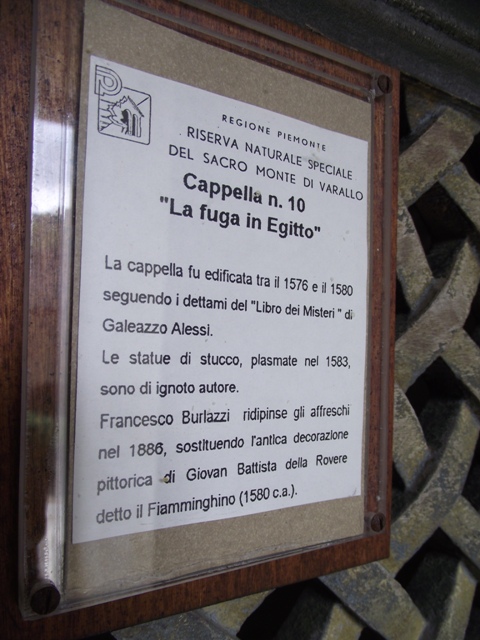 REGIONE PIEMONTE
RISERVA NATURALE SPECIALE
DEL SACRO MONTE DI VARALLO
Cappella n. 10
"La fuga in Egitto"
La cappella fu edificata tra il 1576 e il 1580
seguendo i dettami del "Libro dei Misteri " di
Galeazzo Alessi.
Le statue di stucco, plasmate nel 1583,
sono di ignoto autore.
Francesco Burlazzi ridipinse gli affreschi
nel 1886, sostituendo l'antica decorazione
pittorica di Giovan Battista della Rovere
detto il Fiamminghino (1580 c.a.).